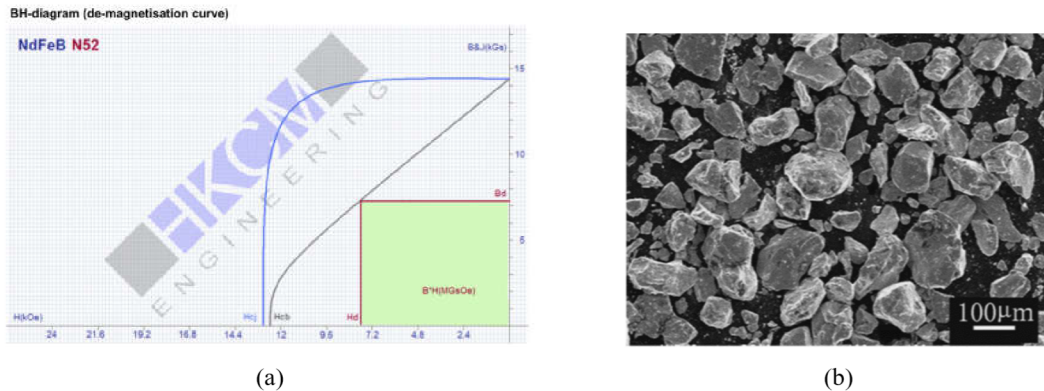 BH-diagram (de-magnetisation curve)
NdFeB N52
B&J(kGs)
15
10
Bd
5
B*H(MGsOe)
HKCM
ENGINEERING
H(kOe)
Hcj
Hcb
Hd
24 21.6 19.2 16.8 14.4 12 9.6 7.2 4.8 2.4
100μm
(a)
(b)